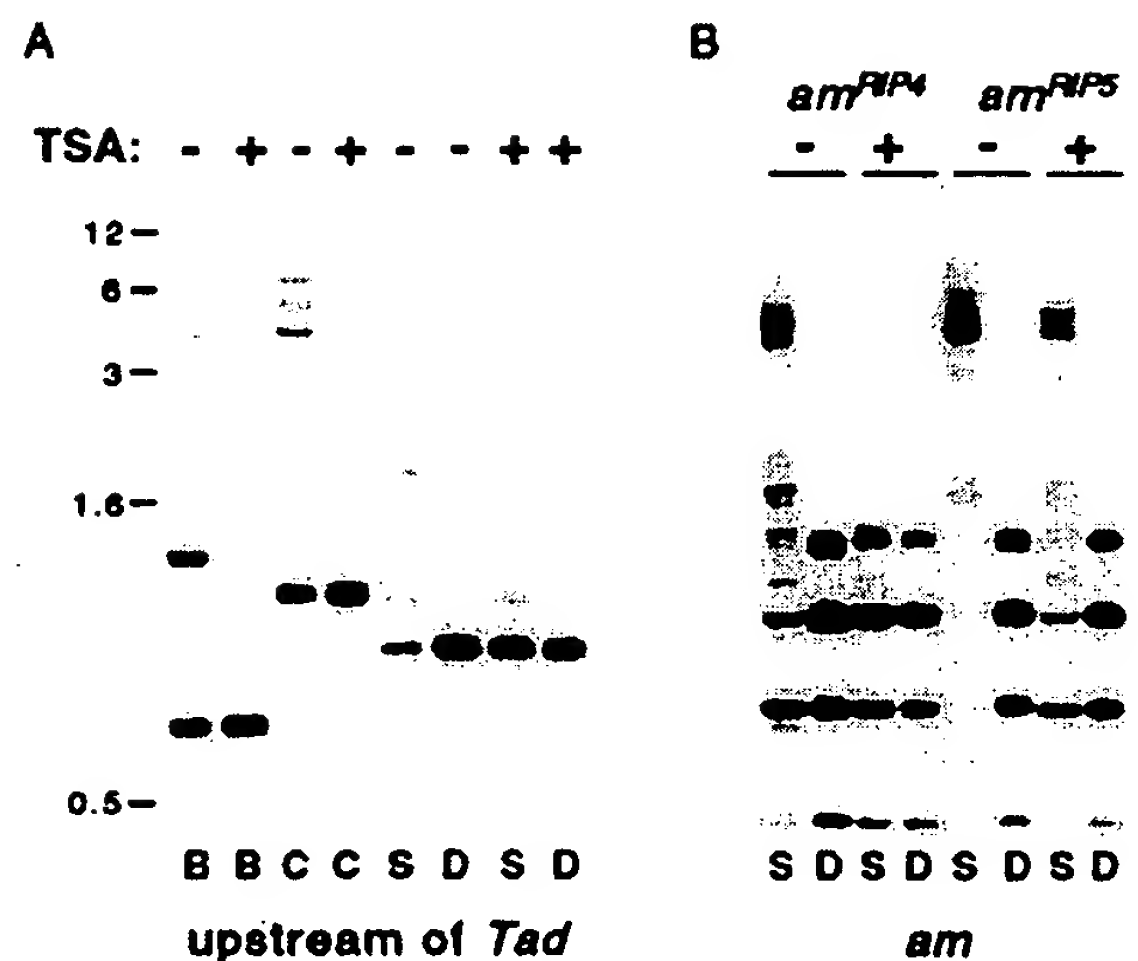 A
TSA: - + - + - - + +
12
6
3
1.6
0.5
B B C C S D S D
upstream of Tad
B
am^RIP4 am^RIP5
- + - +
S D S D S D S D
am